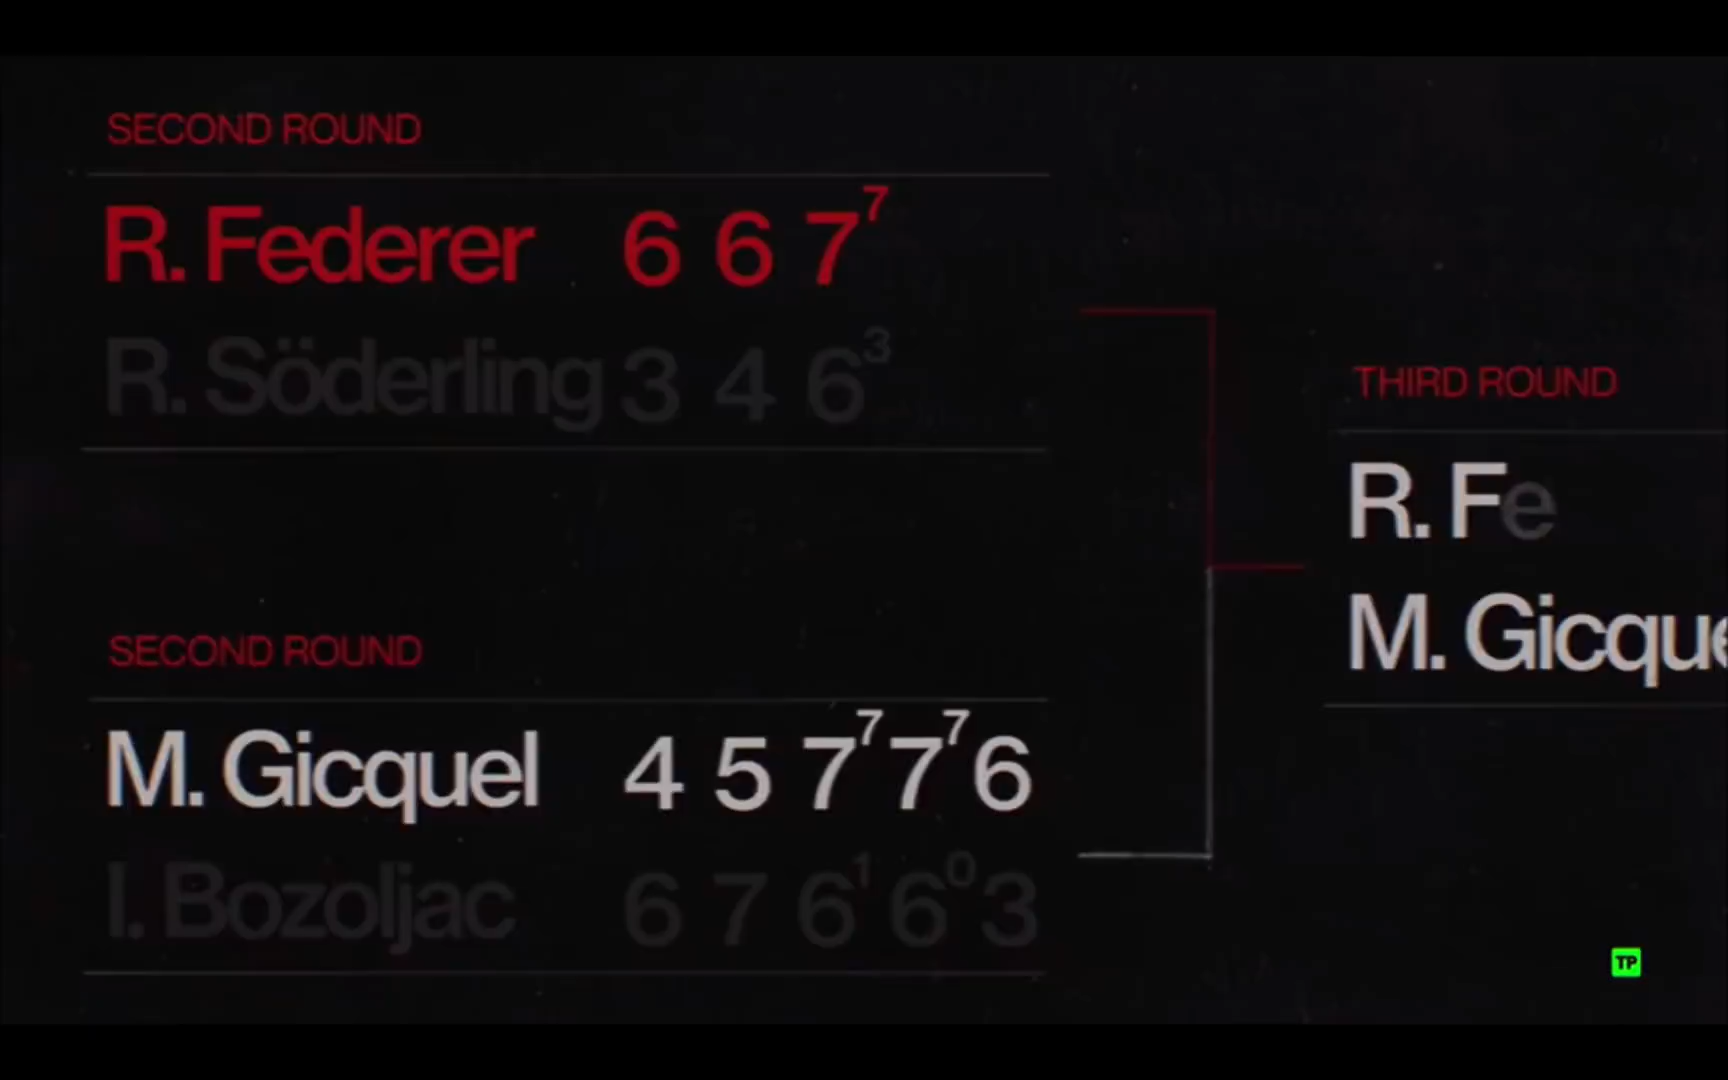 SECOND ROUND
R. Federer 6 6 7⁷
R. Söderling 3 4 6³
SECOND ROUND
M. Gicquel 4 5 7⁷ 7⁷ 6
I. Bozoljac 6 7 6¹ 6⁰ 3
THIRD ROUND
R. Fe
M. Gicque
TP